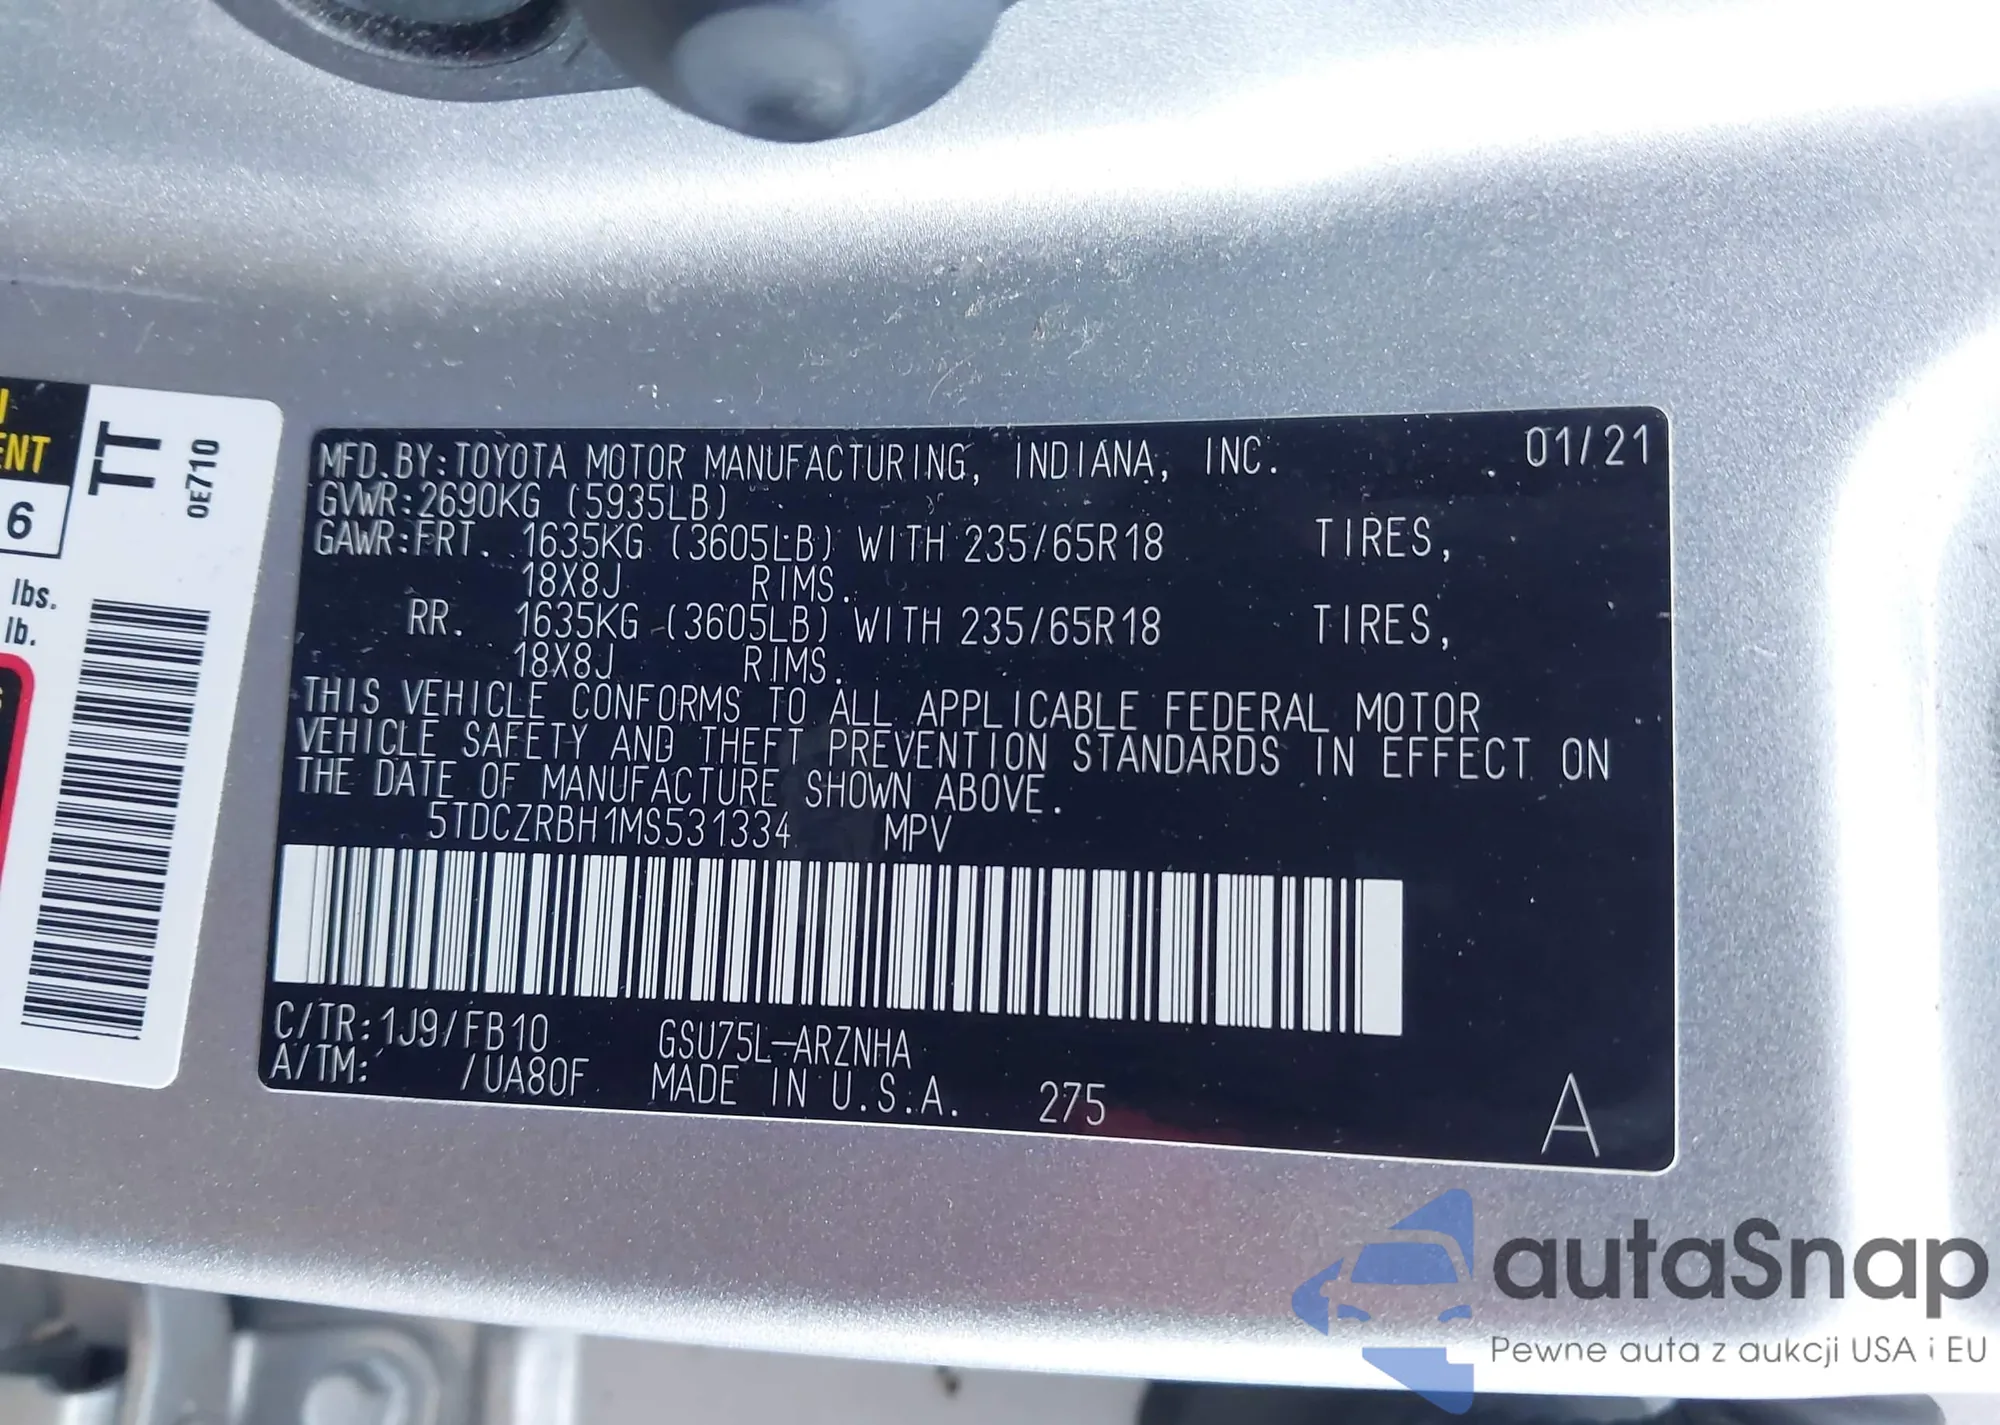 MFD.BY:TOYOTA MOTOR MANUFACTURING, INDIANA, INC. 01/21
GVWR:2690KG (5935LB)
GAWR:FRT. 1635KG (3605LB) WITH 235/65R18 TIRES,
18X8J RIMS.
RR. 1635KG (3605LB) WITH 235/65R18 TIRES,
18X8J RIMS.
THIS VEHICLE CONFORMS TO ALL APPLICABLE FEDERAL MOTOR
VEHICLE SAFETY AND THEFT PREVENTION STANDARDS IN EFFECT ON
THE DATE OF MANUFACTURE SHOWN ABOVE.
5TDCZRBH1MS531334 MPV
C/TR:1J9/FB10 GSU75L-ARZNHA
A/TM: /UA80F MADE IN U.S.A. 275 A
TT
0E710
6
lbs.
lb.
autaSnap
Pewne auta z aukcji USA i EU